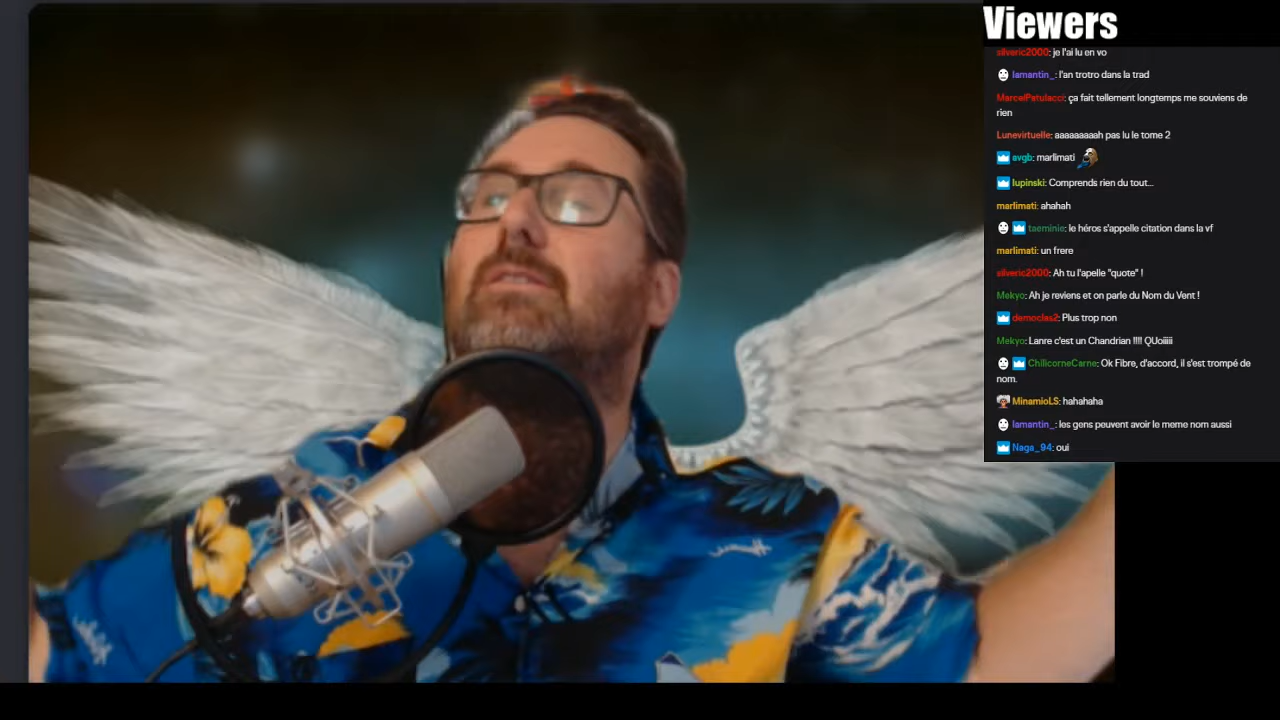 Viewers
silveric2000: je l'ai lu en vo
lamantin_: l'an trotro dans la trad
MarcelPatulacci: ça fait tellement longtemps me souviens de
rien
Lunevirtuelle: aaaaaaaaah pas lu le tome 2
avgb: marlimati
lupinski: Comprends rien du tout...
marlimati: ahahah
taeminie: le héros s'appelle citation dans la vf
marlimati: un frere
silveric2000: Ah tu l'apelle "quote" !
Mekyo: Ah je reviens et on parle du Nom du Vent !
democlas2: Plus trop non
Mekyo: Lanre c'est un Chandrian !!!! QUoiiiii
ChilicorneCarne: Ok Fibre, d'accord, il s'est trompé de
nom.
MinamioLS: hahahaha
lamantin_: les gens peuvent avoir le meme nom aussi
Naga_94: oui